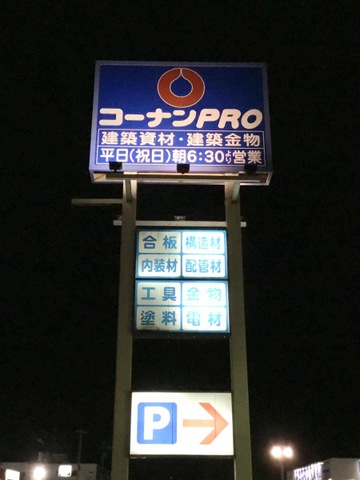 コーナンPRO
建築資材・建築金物
平日(祝日)朝6:30より営業
合板 構造材
内装材 配管材
工具 金物
塗料 電材
P